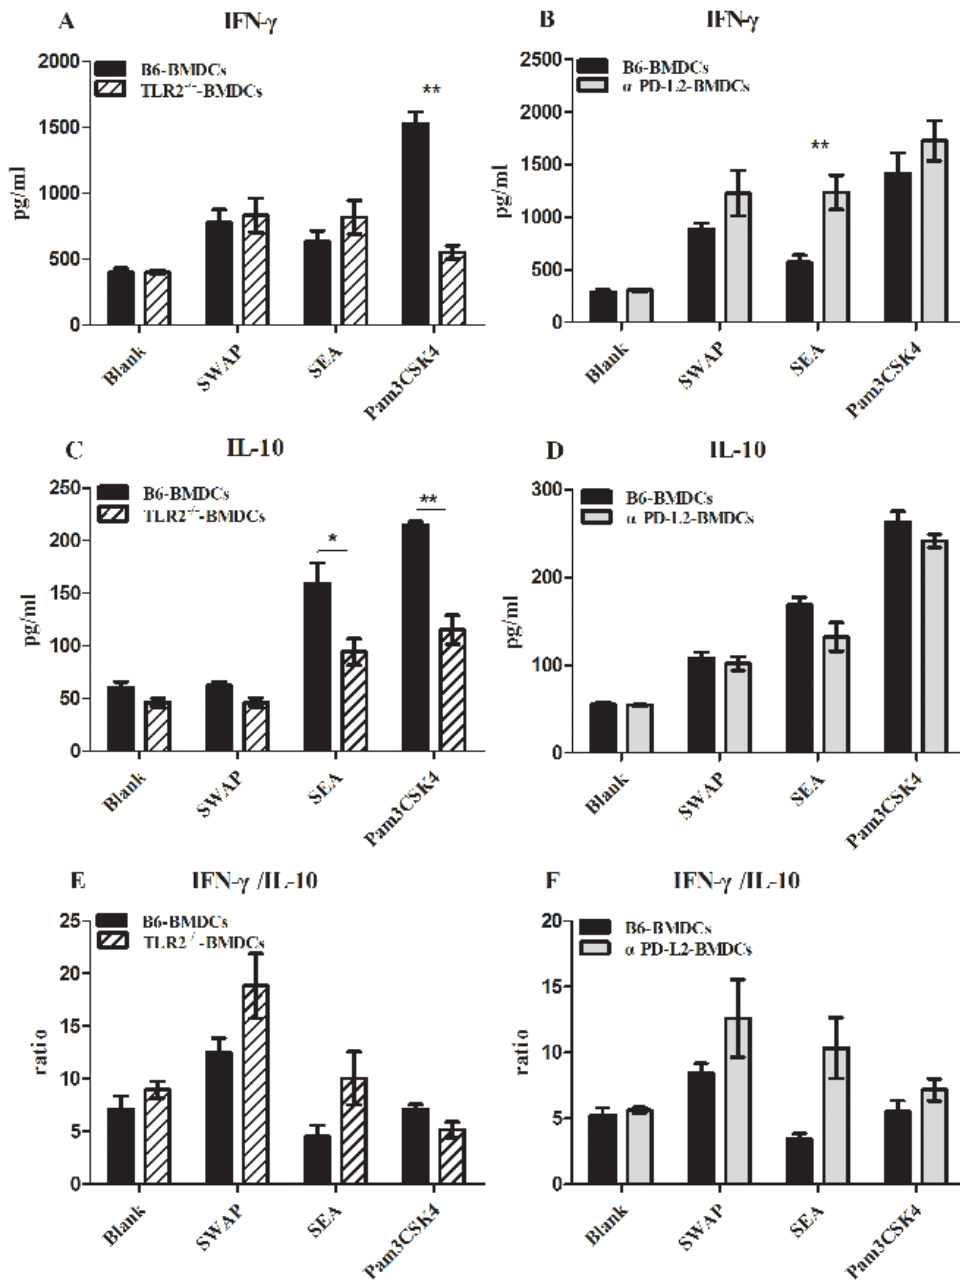 A IFN-γ
2000
1500
1000
500
0
pg/ml
B6-BMDCs
TLR2-/--BMDCs
**
Blank
SWAP
SEA
Pam3CSK4
B IFN-γ
2500
2000
1500
1000
500
0
pg/ml
B6-BMDCs
α PD-L2-BMDCs
**
Blank
SWAP
SEA
Pam3CSK4
C IL-10
250
200
150
100
50
0
pg/ml
B6-BMDCs
TLR2-/--BMDCs
*
**
Blank
SWAP
SEA
Pam3CSK4
D IL-10
300
200
100
0
pg/ml
B6-BMDCs
α PD-L2-BMDCs
Blank
SWAP
SEA
Pam3CSK4
E IFN-γ /IL-10
25
20
15
10
5
0
ratio
B6-BMDCs
TLR2-/--BMDCs
Blank
SWAP
SEA
Pam3CSK4
F IFN-γ /IL-10
20
15
10
5
0
ratio
B6-BMDCs
α PD-L2-BMDCs
Blank
SWAP
SEA
Pam3CSK4